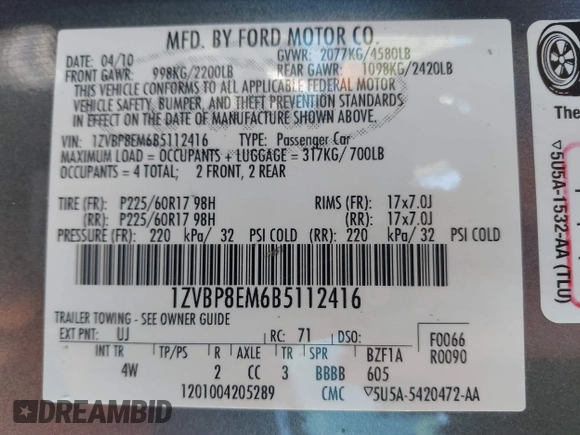 MFD. BY FORD MOTOR CO.
DATE: 04/10 GVWR: 2077KG/4580LB
FRONT GAWR: 998KG/2200LB REAR GAWR: 1098KG/2420LB
THIS VEHICLE CONFORMS TO ALL APPLICABLE FEDERAL MOTOR
VEHICLE SAFETY, BUMPER, AND THEFT PREVENTION STANDARDS
IN EFFECT ON THE DATE OF MANUFACTURE SHOWN ABOVE.
VIN: 1ZVBP8EM6B5112416 TYPE: Passenger Car
MAXIMUM LOAD = OCCUPANTS + LUGGAGE = 317KG/700LB
OCCUPANTS = 4 TOTAL; 2 FRONT, 2 REAR
TIRE (FR): P225/60R17 98H RIMS (FR): 17x7.0J
(RR): P225/60R17 98H (RR): 17x7.0J
PRESSURE (FR): 220 kPa/ 32 PSI COLD (RR): 220 kPa/ 32 PSI COLD
1ZVBP8EM6B5112416
TRAILER TOWING - SEE OWNER GUIDE
EXT PNT: UJ RC: 71 DSO: F0066
R0090
INT TR TP/PS R AXLE TR SPR BZF1A
4W 2 CC 3 BBBB 605
1201004205289 CMC ▽5U5A-5420472-AA
The
▽5U5A-1532-AA (TLU)
DREAMBID